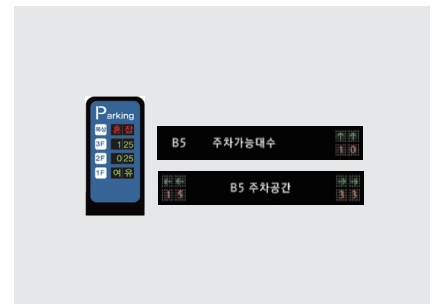 Parking
옥상 혼잡
3F 125
2F 025
1F 여유
B5 주차가능대수 ↑ ↑
10
← ← B5 주차공간 → →
15 33